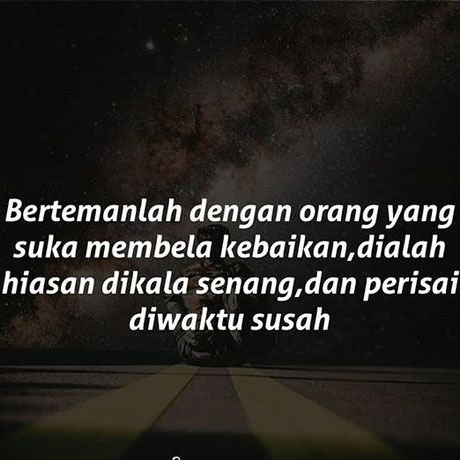 Bertemanlah dengan orang yang
suka membela kebaikan,dialah
hiasan dikala senang,dan perisai
diwaktu susah